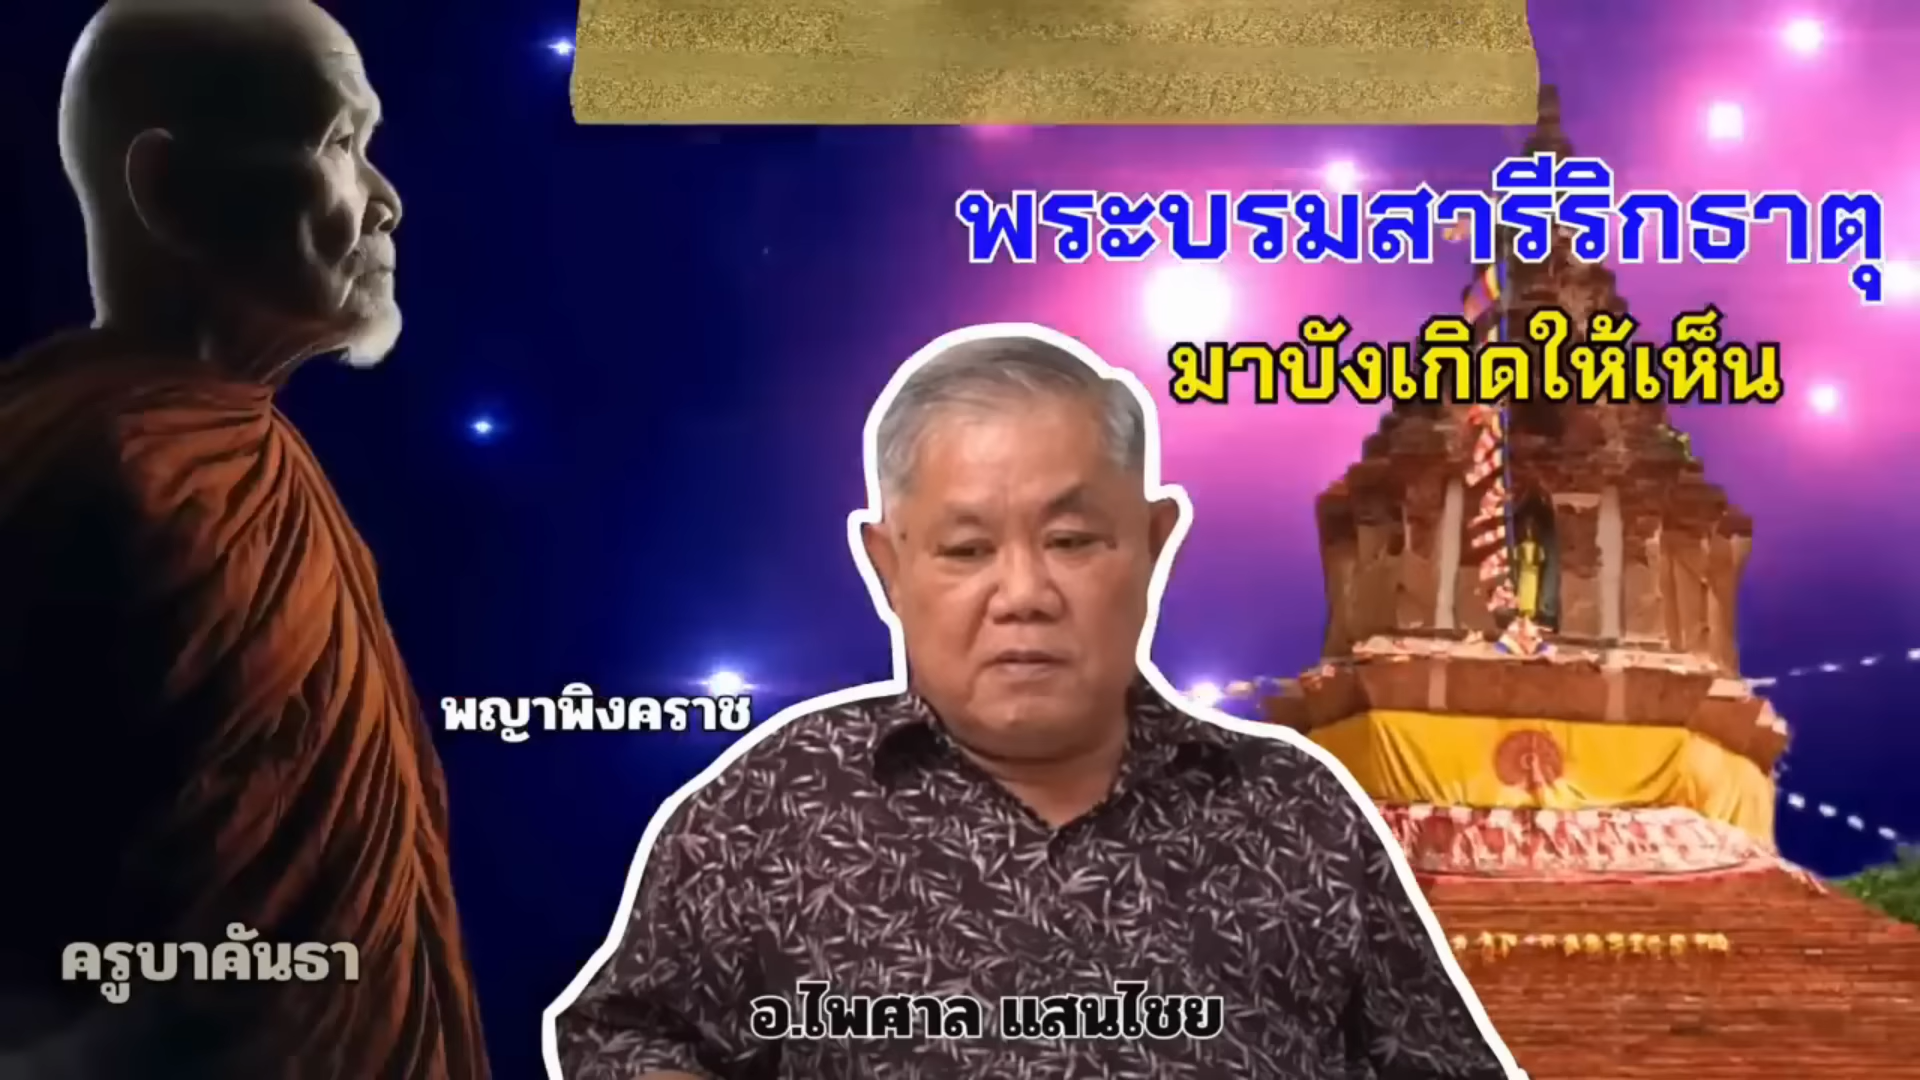 พระบรมสารีริกธาตุ
มาบังเกิดให้เห็น
พญาพิงคราช
ครูบาคันธา
อ.ไพศาล แสนไชย